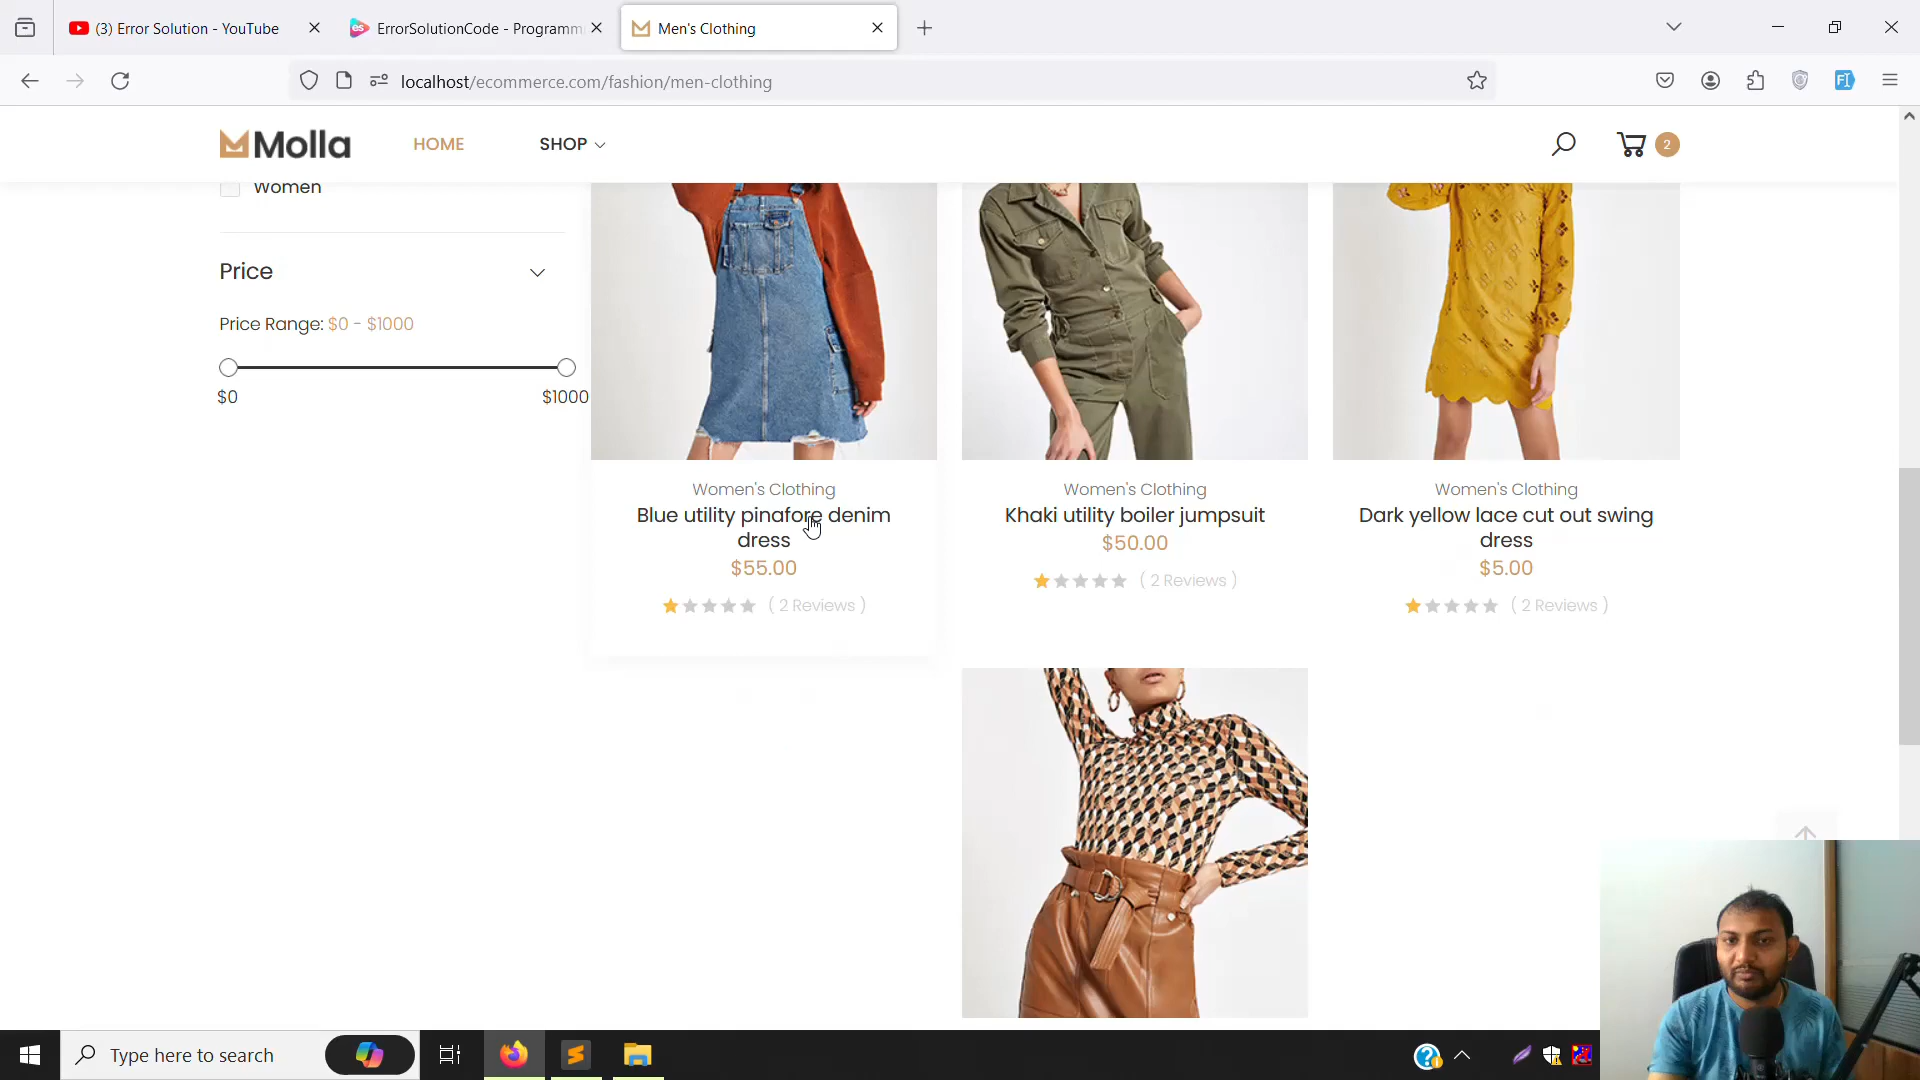 (3) Error Solution - YouTube
ErrorSolutionCode - Programm
Men's Clothing
localhost/ecommerce.com/fashion/men-clothing
Molla
HOME
SHOP
2
Women
Price
Price Range: $0 - $1000
$0
$1000
Women's Clothing
Blue utility pinafore denim
dress
$55.00
( 2 Reviews )
Women's Clothing
Khaki utility boiler jumpsuit
$50.00
( 2 Reviews )
Women's Clothing
Dark yellow lace cut out swing
dress
$5.00
( 2 Reviews )
Type here to search